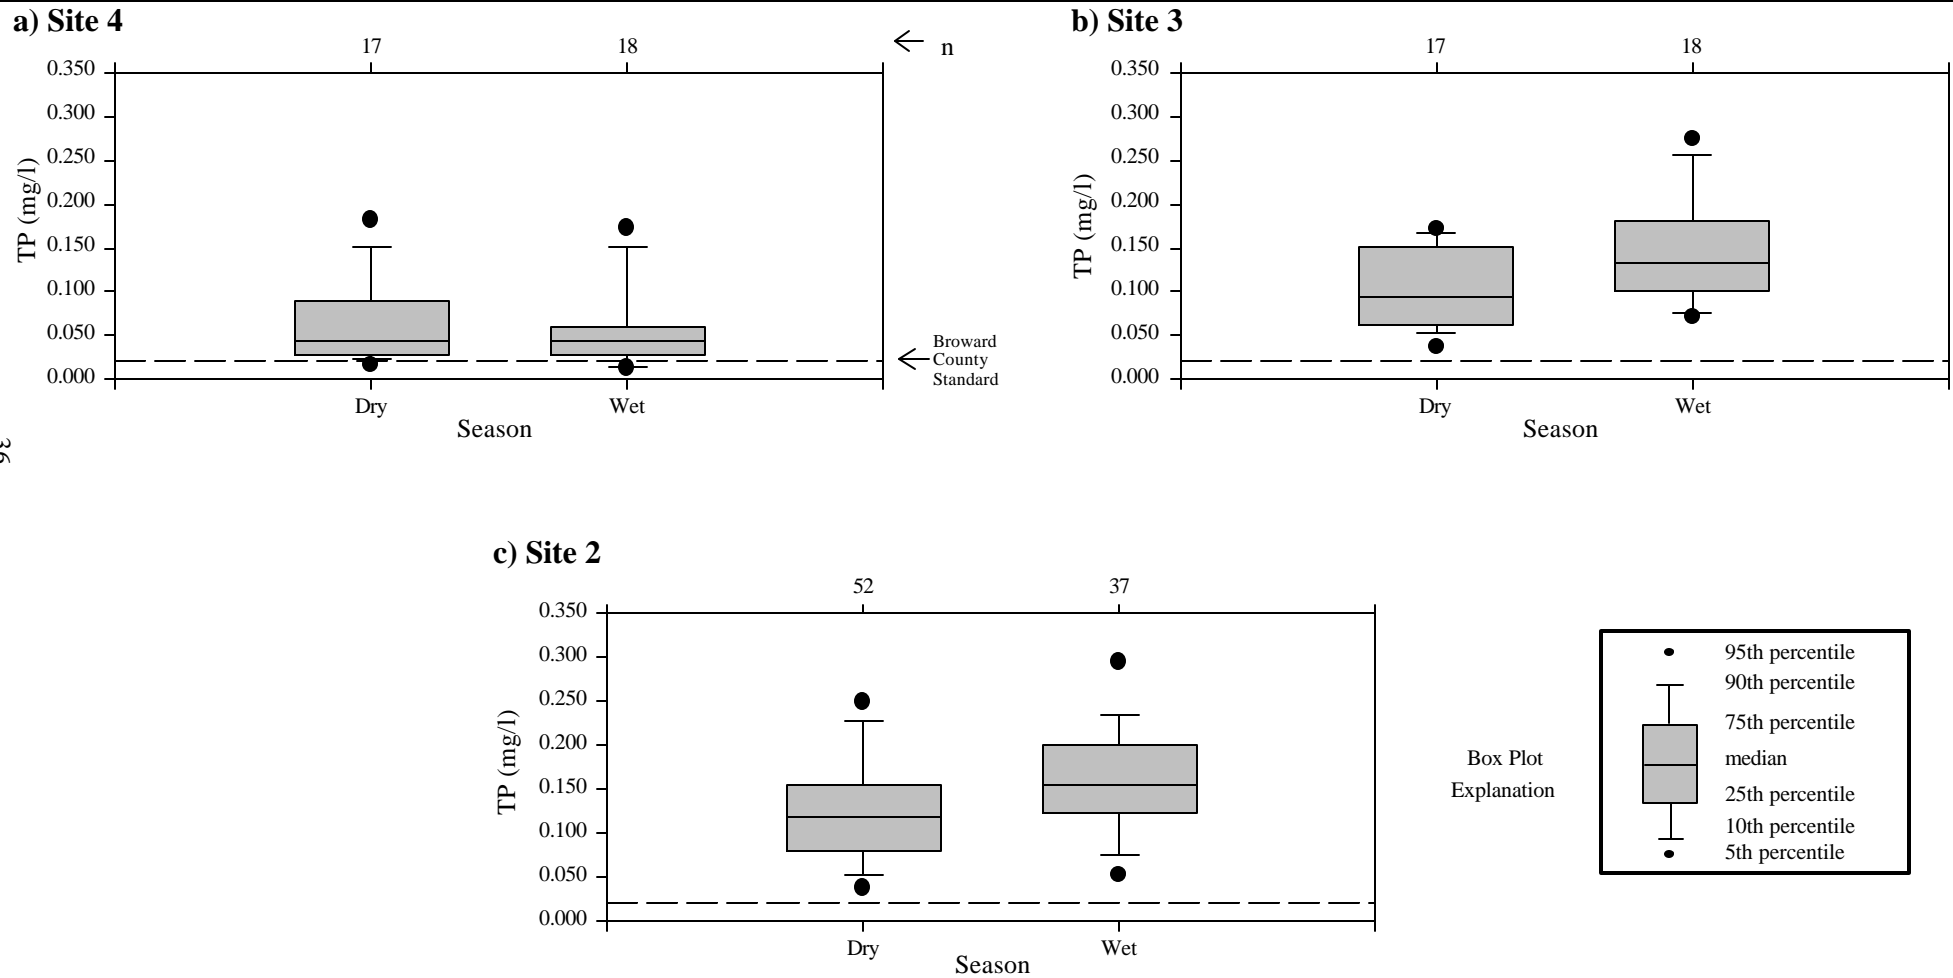 a) Site 4
17 18
n
0.350
0.300
0.250
0.200
0.150
0.100
0.050
0.000
TP (mg/l)
Dry Wet
Season
Broward
County
Standard
b) Site 3
17 18
0.350
0.300
0.250
0.200
0.150
0.100
0.050
0.000
TP (mg/l)
Dry Wet
Season
36
c) Site 2
52 37
0.350
0.300
0.250
0.200
0.150
0.100
0.050
0.000
TP (mg/l)
Dry Wet
Season
Box Plot
Explanation
95th percentile
90th percentile
75th percentile
median
25th percentile
10th percentile
5th percentile